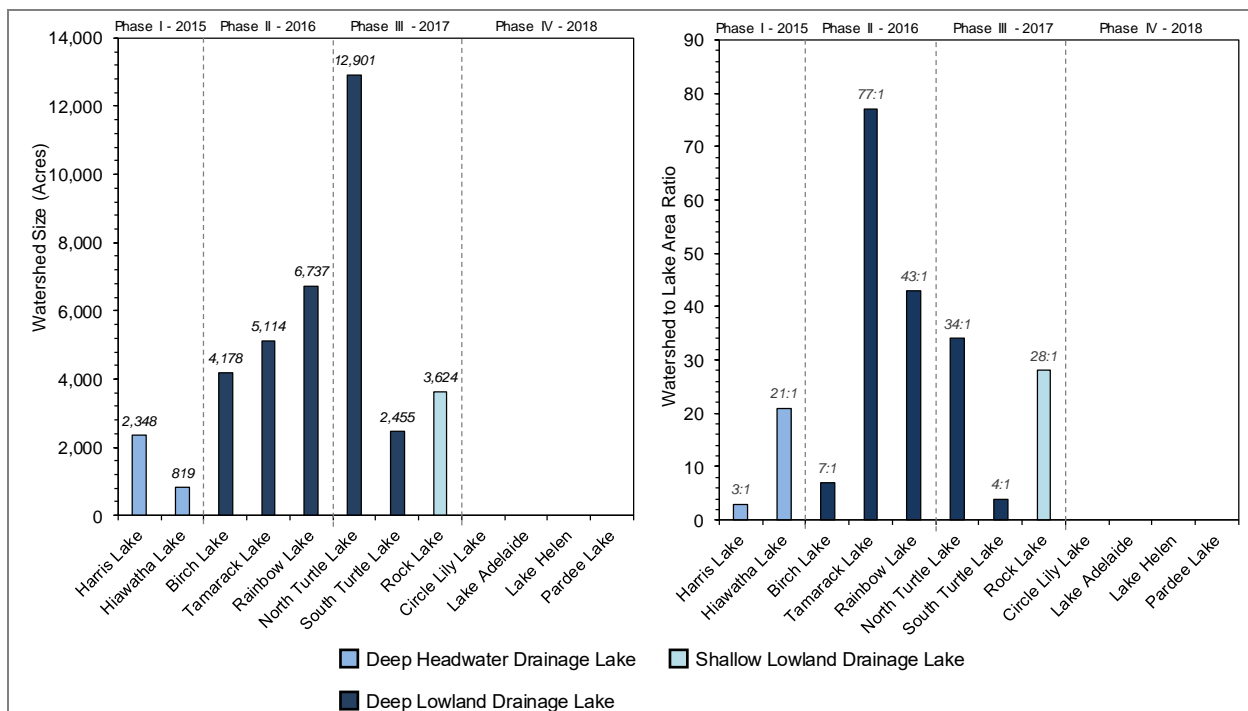 Phase I - 2015 Phase II - 2016 Phase III - 2017 Phase IV - 2018
Watershed Size (Acres)
14,000
12,000
10,000
8,000
6,000
4,000
2,000
0
2,348
819
4,178
5,114
6,737
12,901
2,455
3,624
Harris Lake
Hiawatha Lake
Birch Lake
Tamarack Lake
Rainbow Lake
North Turtle Lake
South Turtle Lake
Rock Lake
Circle Lily Lake
Lake Adelaide
Lake Helen
Pardee Lake
Phase I - 2015 Phase II - 2016 Phase III - 2017 Phase IV - 2018
Watershed to Lake Area Ratio
90
80
70
60
50
40
30
20
10
0
3:1
21:1
7:1
77:1
43:1
34:1
4:1
28:1
Harris Lake
Hiawatha Lake
Birch Lake
Tamarack Lake
Rainbow Lake
North Turtle Lake
South Turtle Lake
Rock Lake
Circle Lily Lake
Lake Adelaide
Lake Helen
Pardee Lake
Deep Headwater Drainage Lake
Shallow Lowland Drainage Lake
Deep Lowland Drainage Lake